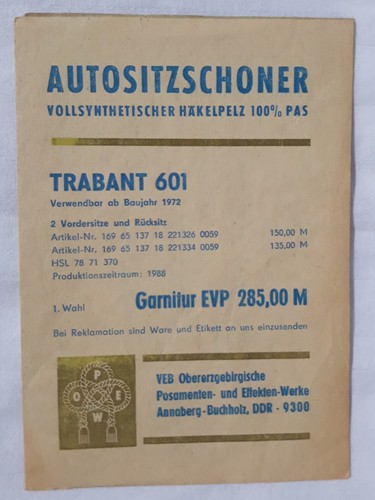 AUTOSITZSCHONER
VOLLSYNTHETISCHER HÄKELPELZ 100% PAS
TRABANT 601
Verwendbar ab Baujahr 1972
2 Vordersitze und Rücksitz
Artikel-Nr. 169 65 137 18 221326 0059 150,00 M
Artikel-Nr. 169 65 137 18 221334 0059 135,00 M
HSL 78 71 370
Produktionszeitraum: 1988
1. Wahl Garnitur EVP 285,00 M
Bei Reklamation sind Ware und Etikett an uns einzusenden
P
O E
W
VEB Obererzgebirgische
Posamenten- und Effekten-Werke
Annaberg-Buchholz, DDR - 9300